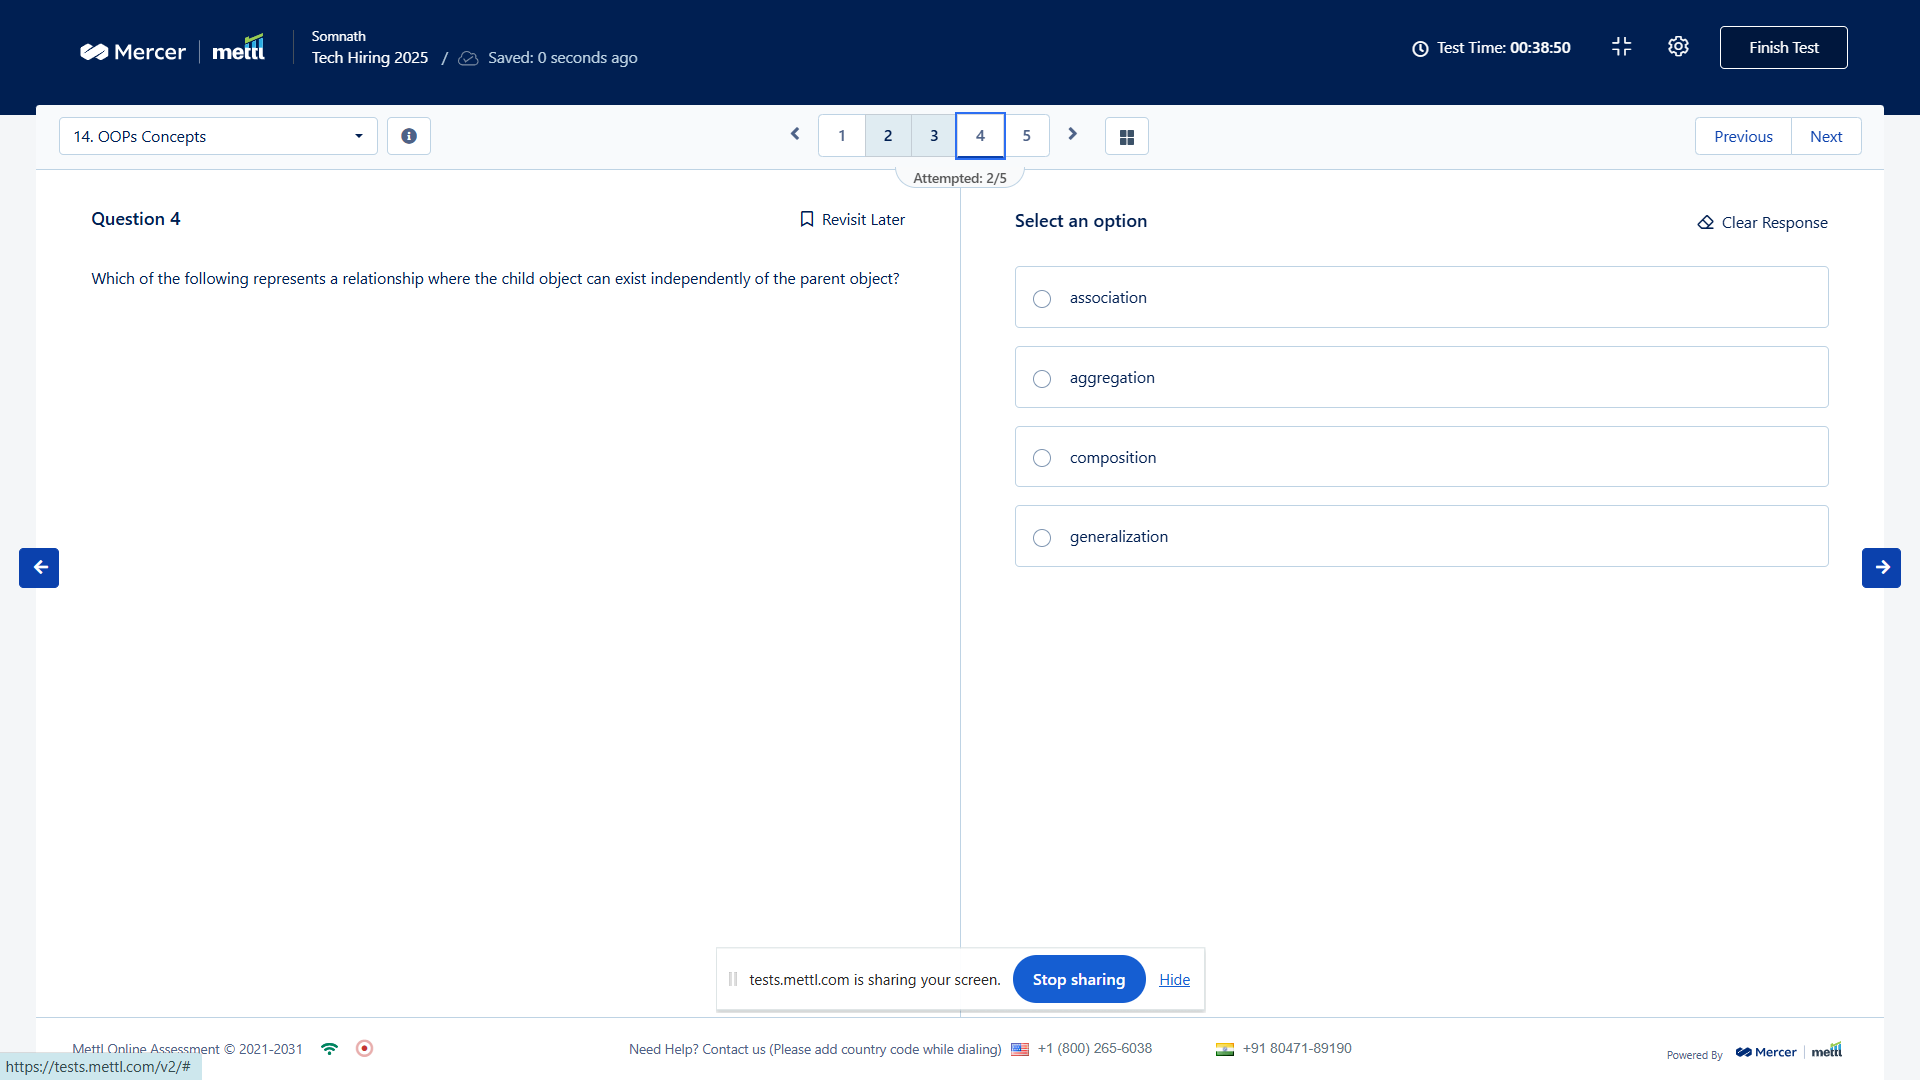 Mercer
mettl
Somnath
Tech Hiring 2025 / Saved: 0 seconds ago
Test Time: 00:38:50
Finish Test
14. OOPs Concepts
1 2 3 4 5
Attempted: 2/5
Previous
Next
Question 4
Revisit Later
Which of the following represents a relationship where the child object can exist independently of the parent object?
Select an option
Clear Response
association
aggregation
composition
generalization
tests.mettl.com is sharing your screen.
Stop sharing
Hide
Mettl Online Assessment © 2021-2031
Need Help? Contact us (Please add country code while dialing)
+1 (800) 265-6038
+91 80471-89190
Powered By
Mercer
mettl
https://tests.mettl.com/v2/#